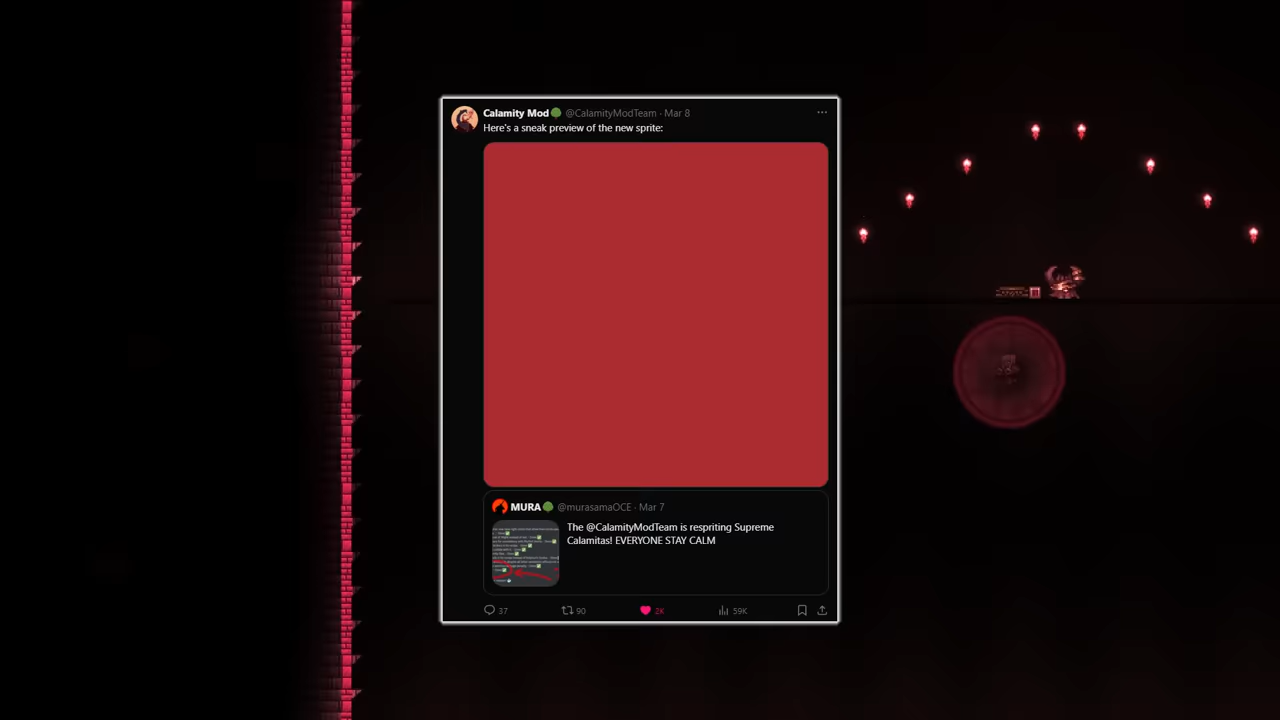 Calamity Mod @CalamityModTeam · Mar 8
Here's a sneak preview of the new sprite:
MURA @murasamaOCE · Mar 7
The @CalamityModTeam is respriting Supreme
Calamitas! EVERYONE STAY CALM
37 90 2K 59K